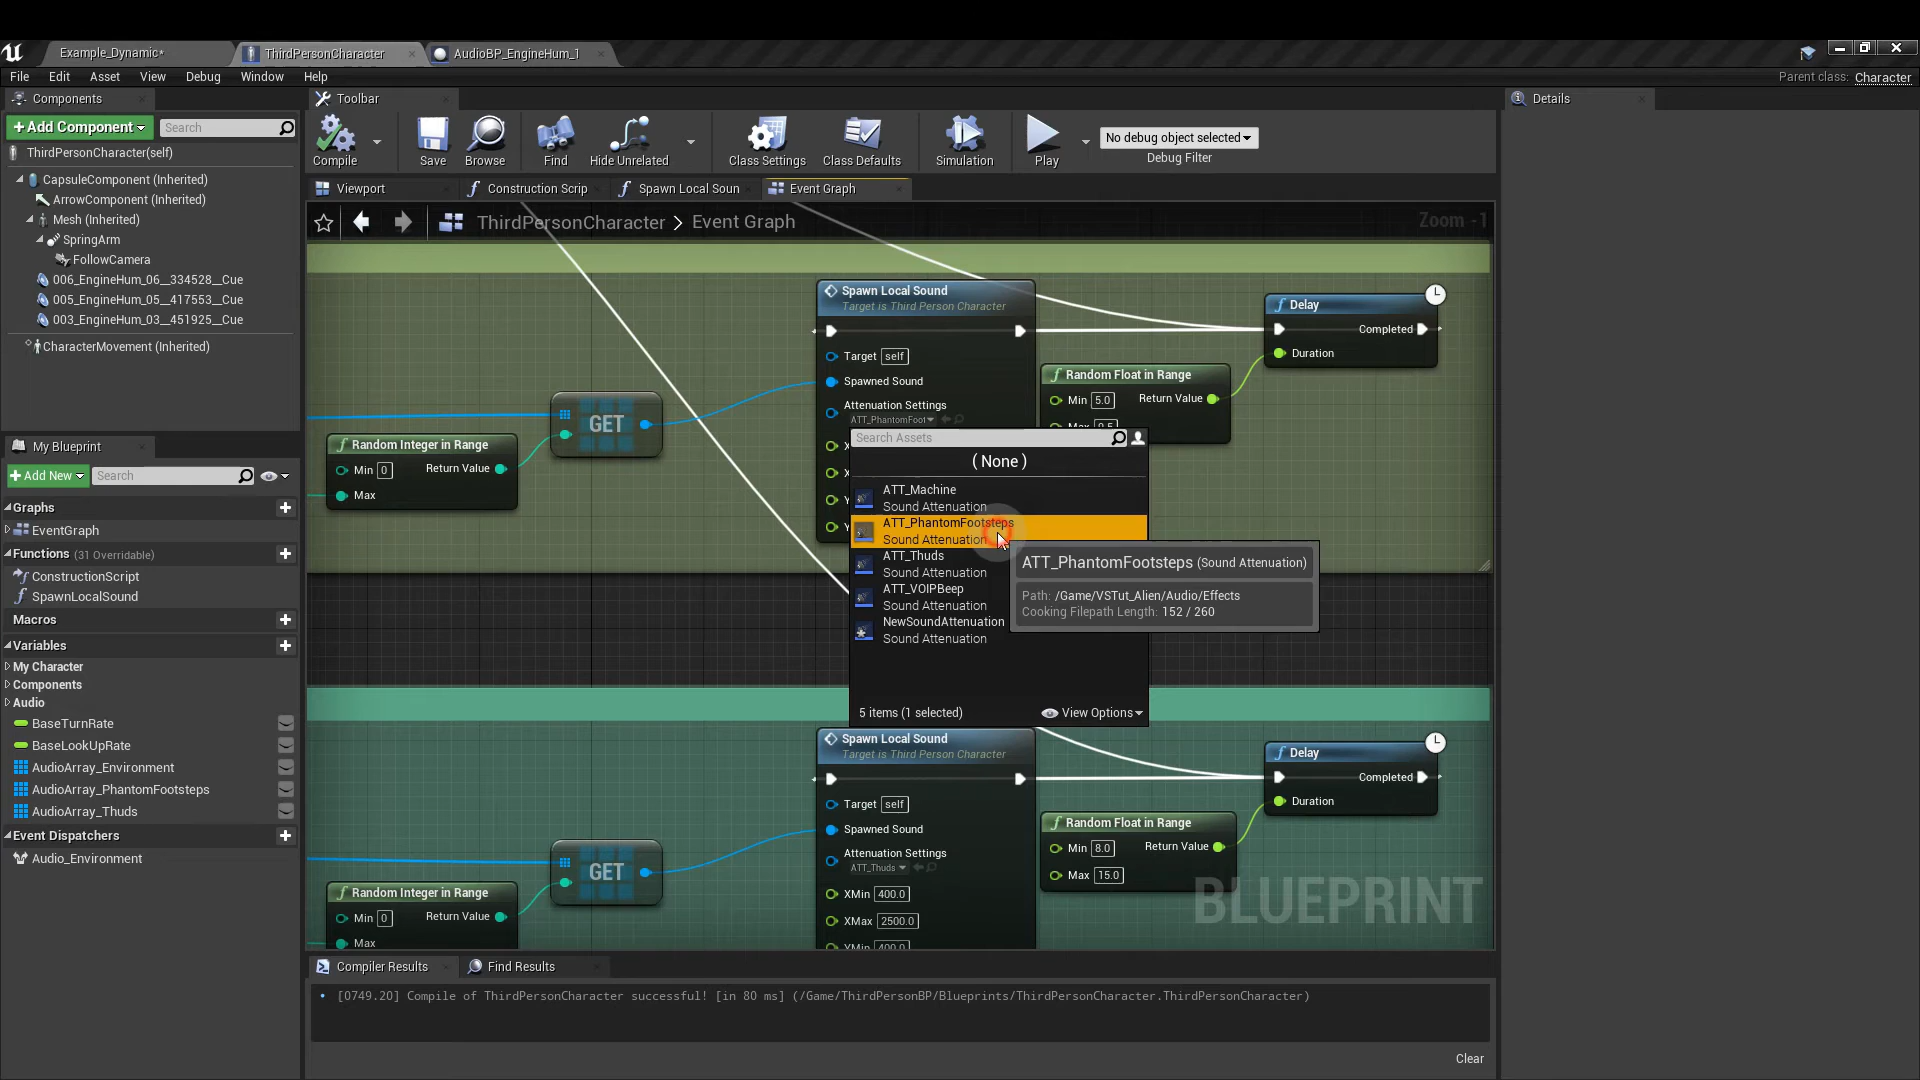 Example_Dynamic*
ThirdPersonCharacter
AudioBP_EngineHum_1
File
Edit
Asset
View
Debug
Window
Help
Parent class: Character
Components
Add Component
Search
ThirdPersonCharacter(self)
CapsuleComponent (Inherited)
ArrowComponent (Inherited)
Mesh (Inherited)
SpringArm
FollowCamera
006_EngineHum_06__334528__Cue
005_EngineHum_05__417553__Cue
003_EngineHum_03__451925__Cue
CharacterMovement (Inherited)
My Blueprint
Add New
Search
Graphs
EventGraph
Functions (31 Overridable)
ConstructionScript
SpawnLocalSound
Macros
Variables
My Character
Components
Audio
BaseTurnRate
BaseLookUpRate
AudioArray_Environment
AudioArray_PhantomFootsteps
AudioArray_Thuds
Event Dispatchers
Audio_Environment
Toolbar
Compile
Save
Browse
Find
Hide Unrelated
Class Settings
Class Defaults
Simulation
Play
No debug object selected
Debug Filter
Viewport
Construction Scrip
Spawn Local Soun
Event Graph
ThirdPersonCharacter > Event Graph
Zoom -1
Spawn Local Sound
Target is Third Person Character
Target self
Spawned Sound
Attenuation Settings
ATT_PhantomFoot
X
X
Y
Y
Delay
Completed
Duration
Random Float in Range
Min 5.0
Return Value
GET
Random Integer in Range
Min 0
Return Value
Max
Search Assets
( None )
ATT_Machine
Sound Attenuation
ATT_PhantomFootsteps
Sound Attenuation
ATT_Thuds
Sound Attenuation
ATT_VOIPBeep
Sound Attenuation
NewSoundAttenuation
Sound Attenuation
5 items (1 selected)
View Options
ATT_PhantomFootsteps (Sound Attenuation)
Path: /Game/VSTut_Alien/Audio/Effects
Cooking Filepath Length: 152 / 260
Spawn Local Sound
Target is Third Person Character
Target self
Spawned Sound
Attenuation Settings
ATT_Thuds
XMin 400.0
XMax 2500.0
YMin 400.0
Delay
Completed
Duration
Random Float in Range
Min 8.0
Return Value
Max 15.0
GET
Random Integer in Range
Min 0
Return Value
Max
BLUEPRINT
Compiler Results
Find Results
[0749.20] Compile of ThirdPersonCharacter successful! [in 80 ms] (/Game/ThirdPersonBP/Blueprints/ThirdPersonCharacter.ThirdPersonCharacter)
Clear
Details